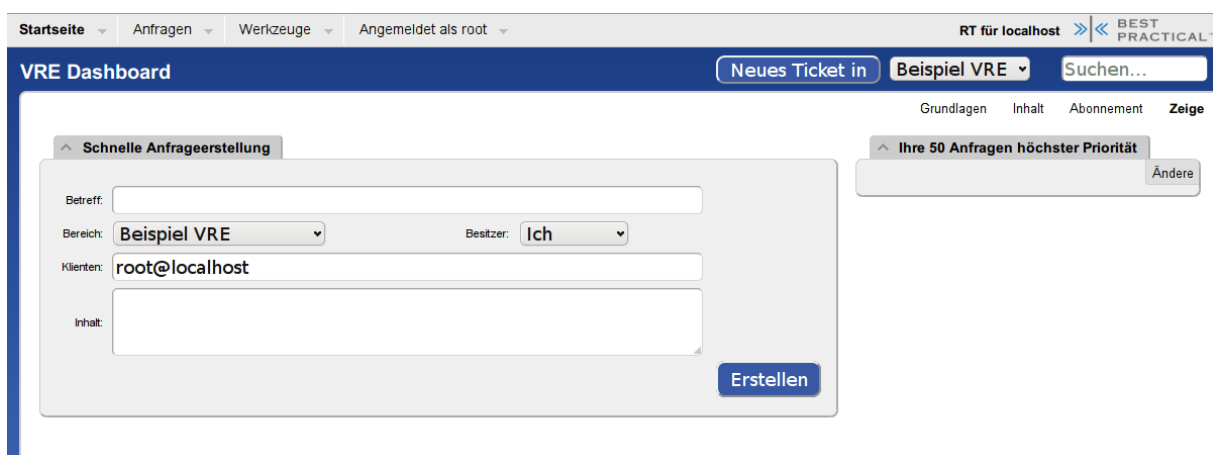 Startseite Anfragen Werkzeuge Angemeldet als root RT für localhost BEST PRACTICAL™
VRE Dashboard Neues Ticket in Beispiel VRE Suchen...
Grundlagen Inhalt Abonnement Zeige
Schnelle Anfrageerstellung
Betreff:
Bereich: Beispiel VRE Besitzer: Ich
Klienten: root@localhost
Inhalt:
Erstellen
Ihre 50 Anfragen höchster Priorität
Ändere